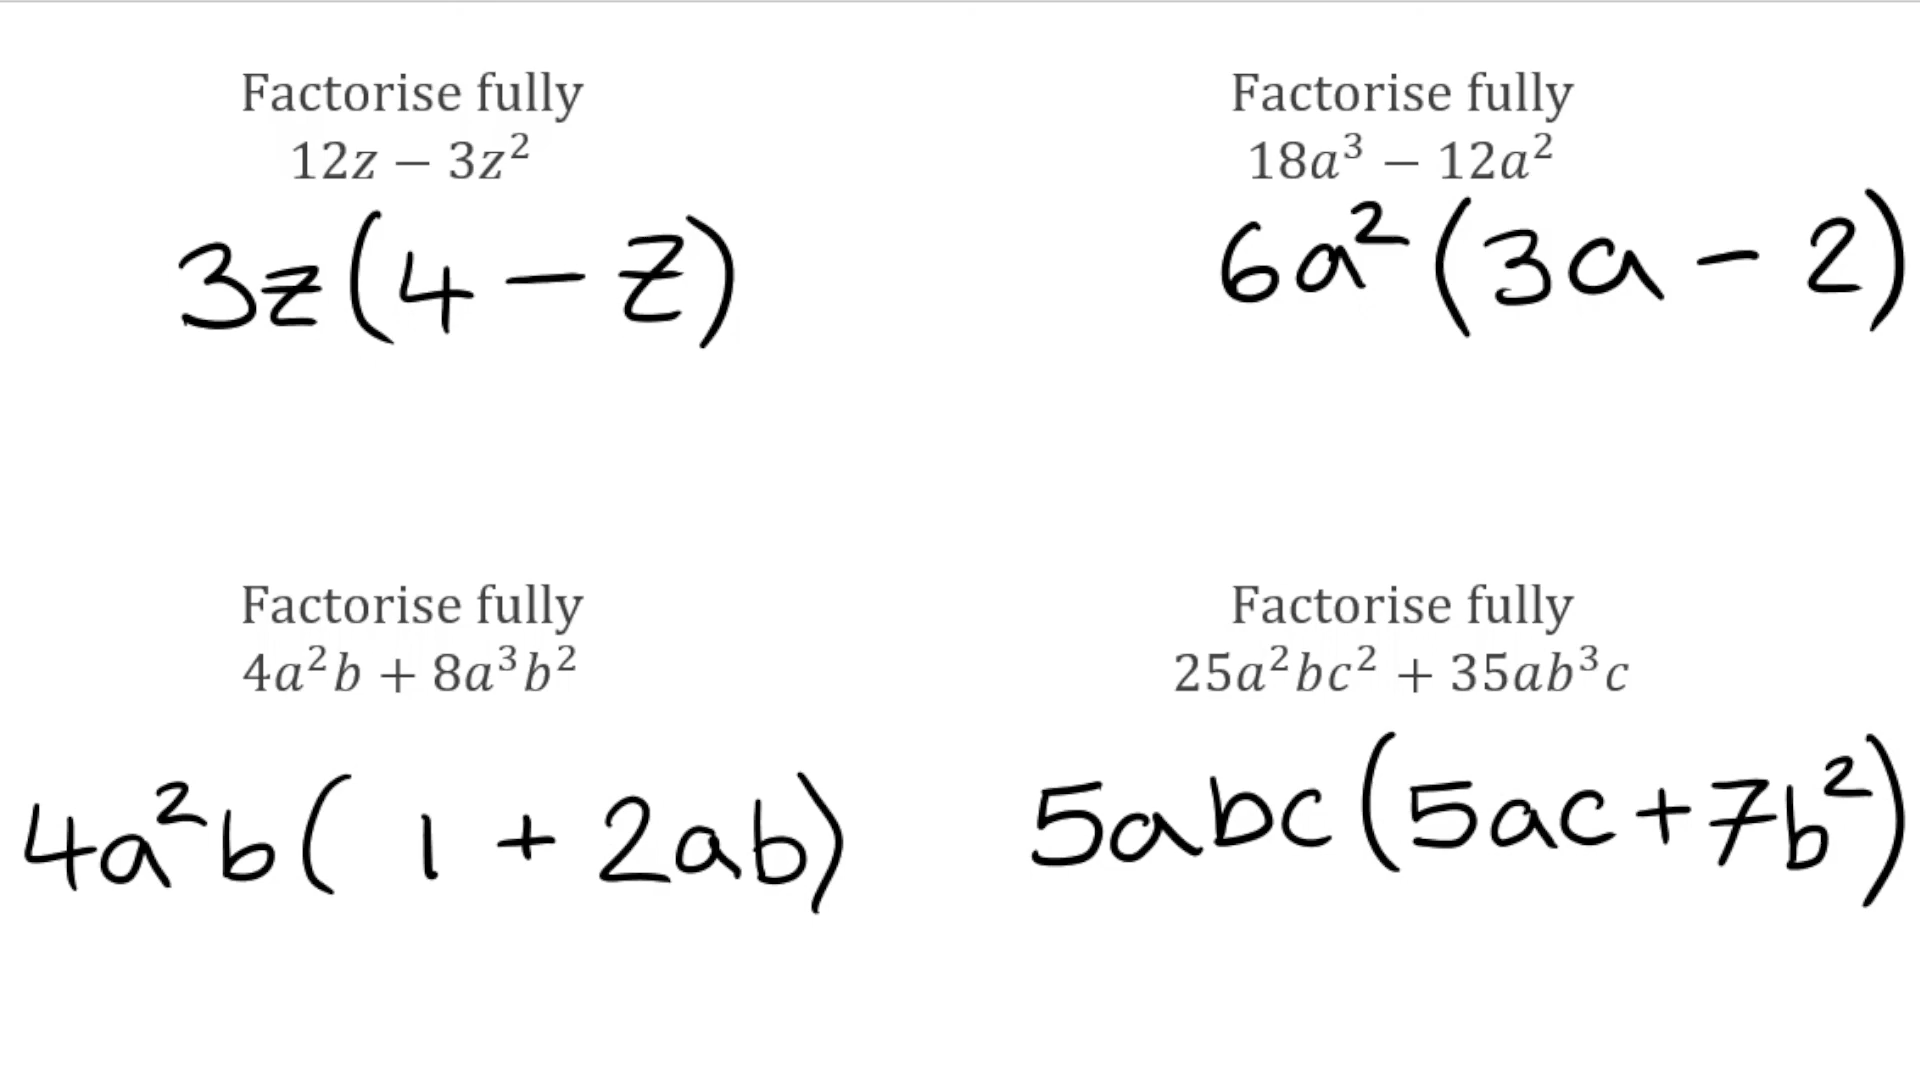 Factorise fully
12z − 3z²
3z(4 − z)
Factorise fully
18a³ − 12a²
6a²(3a − 2)
Factorise fully
4a²b + 8a³b²
4a²b( 1 + 2ab)
Factorise fully
25a²bc² + 35ab³c
5abc(5ac+7b²)